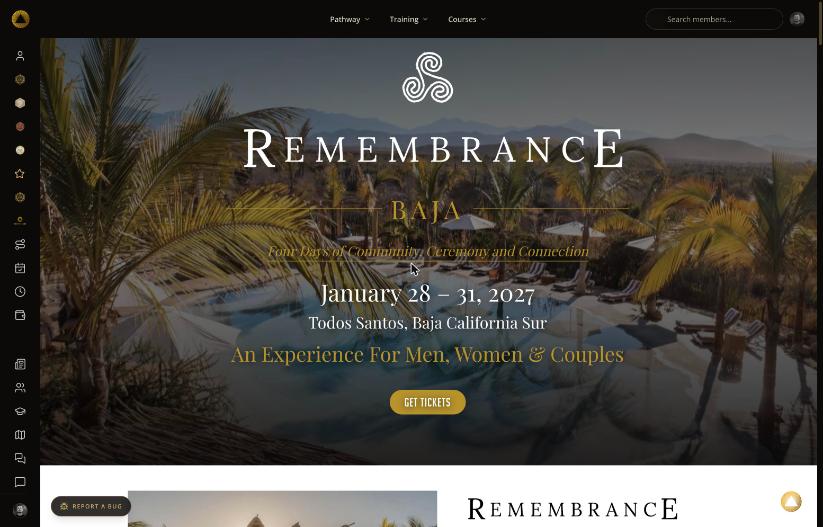 Pathway
Training
Courses
Search members...
REMEMBRANCE
BAJA
Four Days of Community, Ceremony and Connection
January 28 – 31, 2027
Todos Santos, Baja California Sur
An Experience For Men, Women & Couples
GET TICKETS
REPORT A BUG
REMEMBRANCE